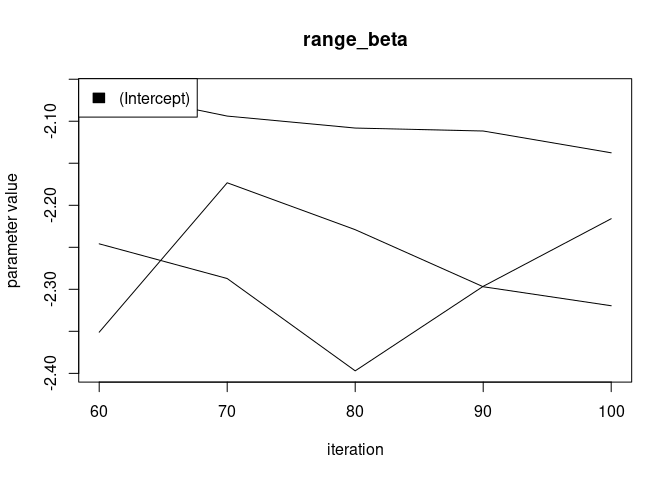 range_beta
(Intercept)
parameter value
-2.10
-2.20
-2.30
-2.40
60 70 80 90 100
iteration